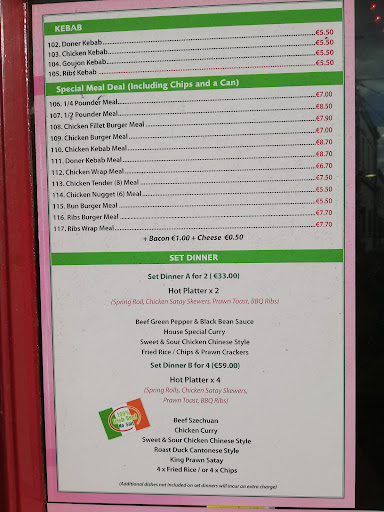 KEBAB
102. Doner Kebab €5.50
103. Chicken Kebab €5.50
104. Goujon Kebab €5.50
105. Ribs Kebab €5.50
Special Meal Deal (Including Chips and a Can)
106. 1/4 Pounder Meal €7.00
107. 1/2 Pounder Meal €8.50
108. Chicken Fillet Burger Meal €7.90
109. Chicken Burger Meal €7.00
110. Chicken Kebab Meal €8.70
111. Doner Kebab Meal €8.70
112. Chicken Wrap Meal €6.70
113. Chicken Tender (8) Meal €7.50
114. Chicken Nugget (6) Meal €5.50
115. Bun Burger Meal €5.50
116. Ribs Burger Meal €7.70
117. Ribs Wrap Meal €7.70
+ Bacon €1.00 + Cheese €0.50
SET DINNER
Set Dinner A for 2 ( €33.00)
Hot Platter x 2
(Spring Roll, Chicken Satay Skewers, Prawn Toast, BBQ Ribs)
Beef Green Pepper & Black Bean Sauce
House Special Curry
Sweet & Sour Chicken Chinese Style
Fried Rice / Chips & Prawn Crackers
Set Dinner B for 4 (€59.00)
Hot Platter x 4
(Spring Rolls, Chicken Satay Skewers,
Prawn Toast, BBQ Ribs)
Beef Szechuan
Chicken Curry
Sweet & Sour Chicken Chinese Style
Roast Duck Cantonese Style
King Prawn Satay
4 x Fried Rice / or 4 x Chips
(Additional dishes not included on set dinners will incur an extra charge)